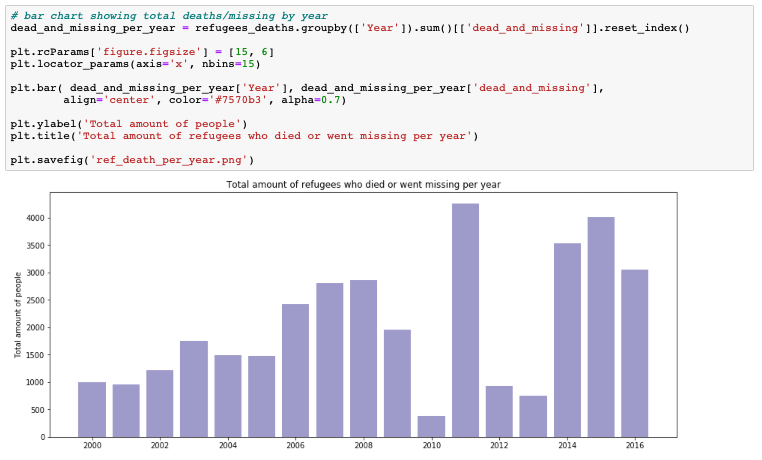 # bar chart showing total deaths/missing by year
dead_and_missing_per_year = refugees_deaths.groupby(['Year']).sum()[['dead_and_missing']].reset_index()
plt.rcParams['figure.figsize'] = [15, 6]
plt.locator_params(axis='x', nbins=15)
plt.bar( dead_and_missing_per_year['Year'], dead_and_missing_per_year['dead_and_missing'],
align='center', color='#7570b3', alpha=0.7)
plt.ylabel('Total amount of people')
plt.title('Total amount of refugees who died or went missing per year')
plt.savefig('ref_death_per_year.png')
Total amount of refugees who died or went missing per year
Total amount of people
4000
3500
3000
2500
2000
1500
1000
500
0
2000 2002 2004 2006 2008 2010 2012 2014 2016